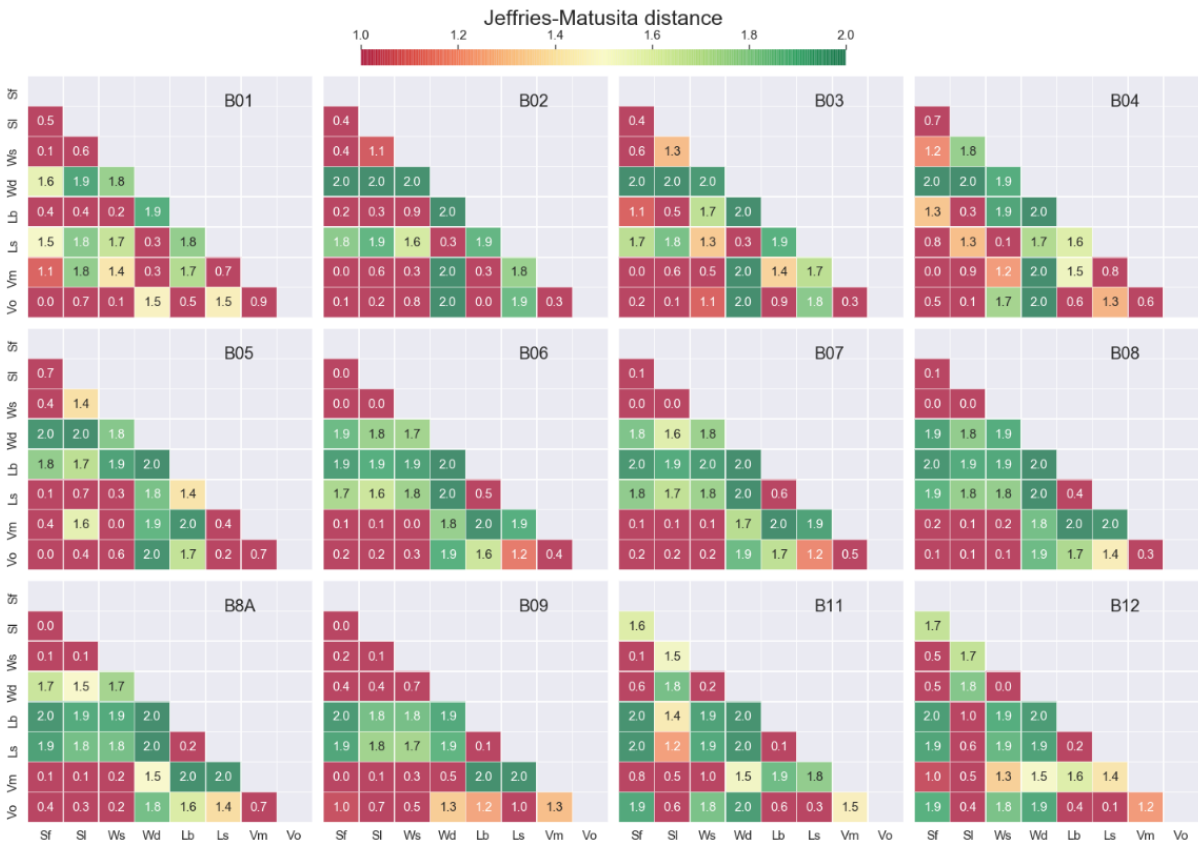 Jeffries-Matusita distance
1.0 1.2 1.4 1.6 1.8 2.0
Sf B01 B02 B03 B04
Sl 0.5 0.4 0.4 0.7
Ws 0.1 0.6 0.4 1.1 0.6 1.3 1.2 1.8
Wd 1.6 1.9 1.8 2.0 2.0 2.0 2.0 2.0 2.0 2.0 2.0 1.9
Lb 0.4 0.4 0.2 1.9 0.2 0.3 0.9 2.0 1.1 0.5 1.7 2.0 1.3 0.3 1.9 2.0
Ls 1.5 1.8 1.7 0.3 1.8 1.8 1.9 1.6 0.3 1.9 1.7 1.8 1.3 0.3 1.9 0.8 1.3 0.1 1.7 1.6
Vm 1.1 1.8 1.4 0.3 1.7 0.7 0.0 0.6 0.3 2.0 0.3 1.8 0.0 0.6 0.5 2.0 1.4 1.7 0.0 0.9 1.2 2.0 1.5 0.8
Vo 0.0 0.7 0.1 1.5 0.5 1.5 0.9 0.1 0.2 0.8 2.0 0.0 1.9 0.3 0.2 0.1 1.1 2.0 0.9 1.8 0.3 0.5 0.1 1.7 2.0 0.6 1.3 0.6
Sf B05 B06 B07 B08
Sl 0.7 0.0 0.1 0.1
Ws 0.4 1.4 0.0 0.0 0.0 0.0 0.0 0.0
Wd 2.0 2.0 1.8 1.9 1.8 1.7 1.8 1.6 1.8 1.9 1.8 1.9
Lb 1.8 1.7 1.9 2.0 1.9 1.9 1.9 2.0 2.0 1.9 2.0 2.0 2.0 1.9 1.9 2.0
Ls 0.1 0.7 0.3 1.8 1.4 1.7 1.6 1.8 2.0 0.5 1.8 1.7 1.8 2.0 0.6 1.9 1.8 1.8 2.0 0.4
Vm 0.4 1.6 0.0 1.9 2.0 0.4 0.1 0.1 0.0 1.8 2.0 1.9 0.1 0.1 0.1 1.7 2.0 1.9 0.2 0.1 0.2 1.8 2.0 2.0
Vo 0.0 0.4 0.6 2.0 1.7 0.2 0.7 0.2 0.2 0.3 1.9 1.6 1.2 0.4 0.2 0.2 0.2 1.9 1.7 1.2 0.5 0.1 0.1 0.1 1.9 1.7 1.4 0.3
Sf B8A B09 B11 B12
Sl 0.0 0.0 1.6 1.7
Ws 0.1 0.1 0.2 0.1 0.1 1.5 0.5 1.7
Wd 1.7 1.5 1.7 0.4 0.4 0.7 0.6 1.8 0.2 0.5 1.8 0.0
Lb 2.0 1.9 1.9 2.0 2.0 1.8 1.8 1.9 2.0 1.4 1.9 2.0 2.0 1.0 1.9 2.0
Ls 1.9 1.8 1.8 2.0 0.2 1.9 1.8 1.7 1.9 0.1 2.0 1.2 1.9 2.0 0.1 1.9 0.6 1.9 1.9 0.2
Vm 0.1 0.1 0.2 1.5 2.0 2.0 0.0 0.1 0.3 0.5 2.0 2.0 0.8 0.5 1.0 1.5 1.9 1.8 1.0 0.5 1.3 1.5 1.6 1.4
Vo 0.4 0.3 0.2 1.8 1.6 1.4 0.7 1.0 0.7 0.5 1.3 1.2 1.0 1.3 1.9 0.6 1.8 2.0 0.6 0.3 1.5 1.9 0.4 1.8 1.9 0.4 0.1 1.2
Sf Sl Ws Wd Lb Ls Vm Vo Sf Sl Ws Wd Lb Ls Vm Vo Sf Sl Ws Wd Lb Ls Vm Vo Sf Sl Ws Wd Lb Ls Vm Vo